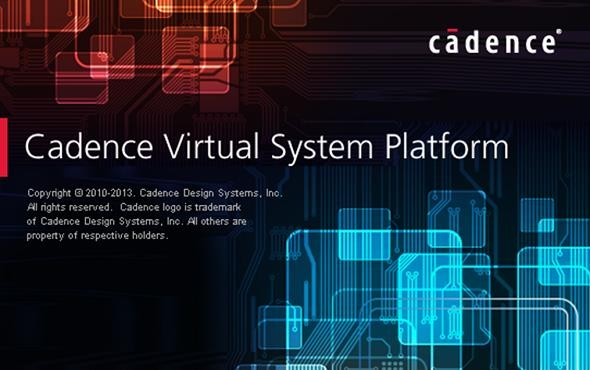 cādence®
Cadence Virtual System Platform
Copyright © 2010-2013. Cadence Design Systems, Inc.
All rights reserved.  Cadence logo is trademark
of Cadence Design Systems, Inc. All others are
property of respective holders.